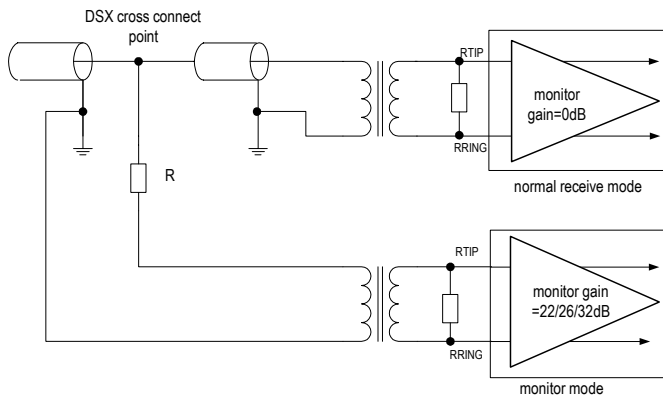 DSX cross connect
point
RTIP
monitor
gain=0dB
RRING
normal receive mode
R
RTIP
monitor gain
=22/26/32dB
RRING
monitor mode